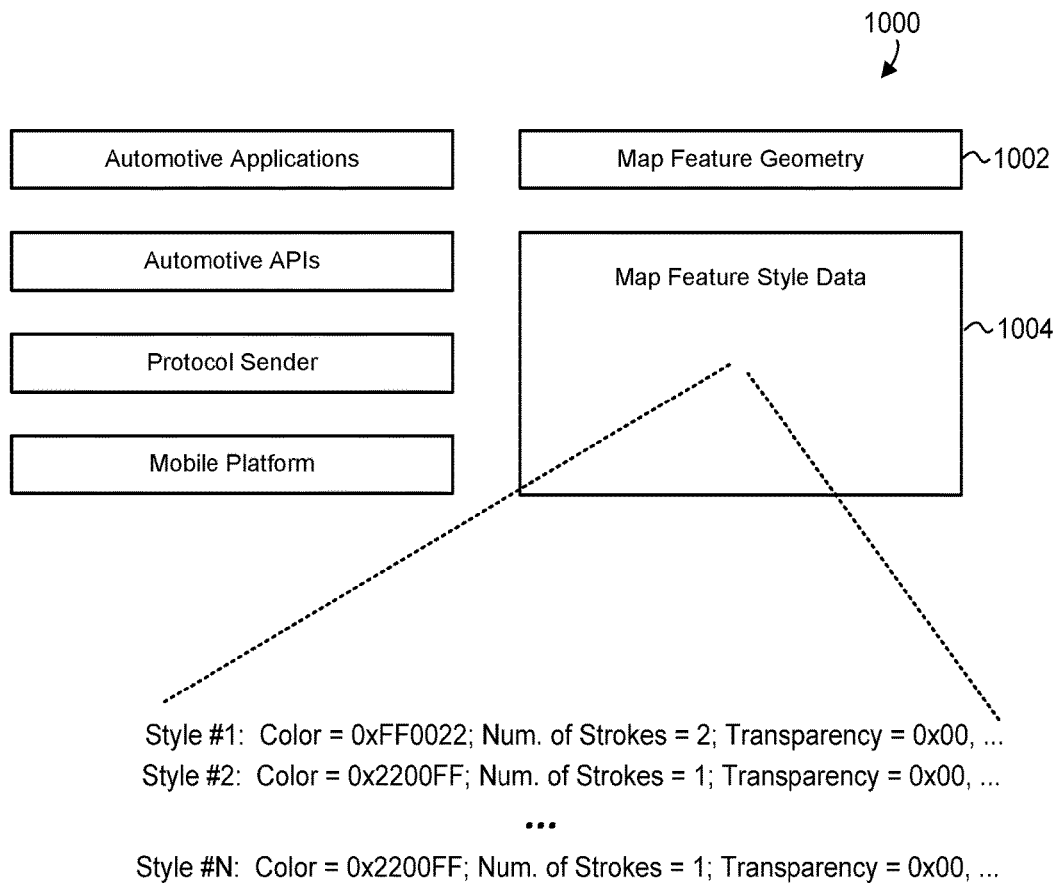 1000
Automotive Applications
Map Feature Geometry
1002
Automotive APIs
Map Feature Style Data
1004
Protocol Sender
Mobile Platform
Style #1: Color = 0xFF0022; Num. of Strokes = 2; Transparency = 0x00, ...
Style #2: Color = 0x2200FF; Num. of Strokes = 1; Transparency = 0x00, ...
...
Style #N: Color = 0x2200FF; Num. of Strokes = 1; Transparency = 0x00, ...